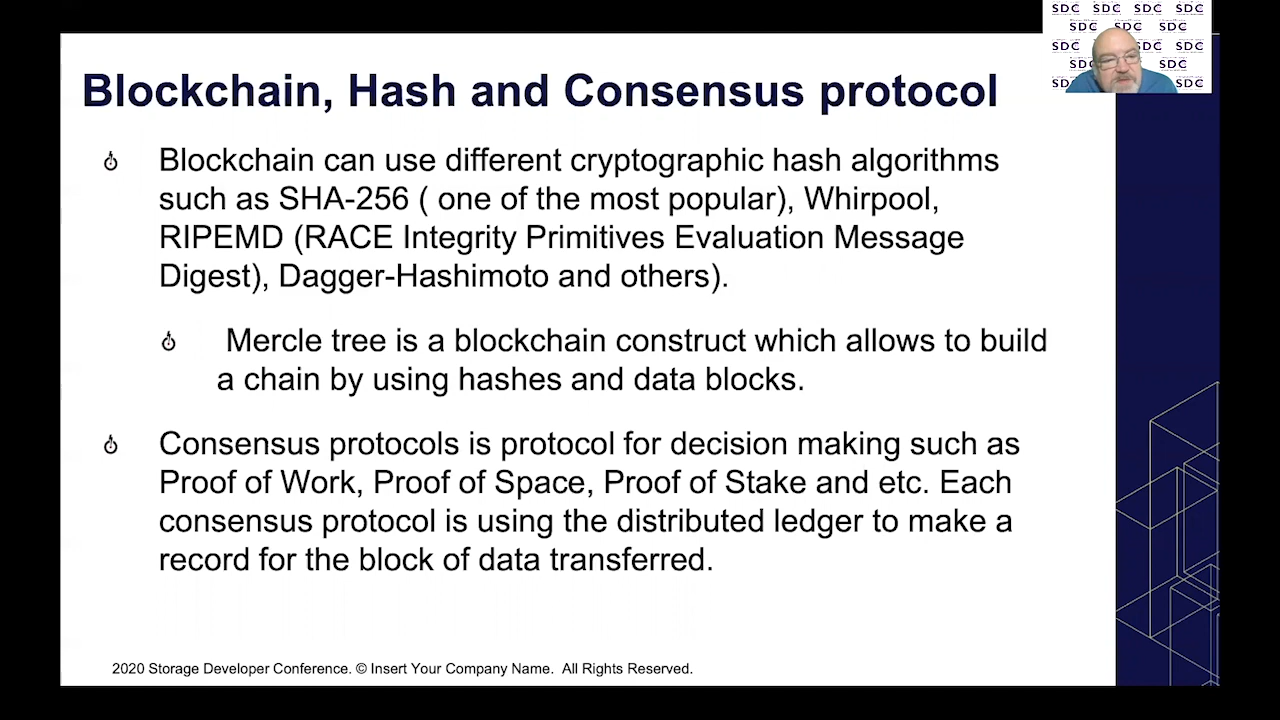 SDC SDC SDC SDC
SDC SDC SDC
SDC SDC SDC
SDC SDC
SDC SDC
Blockchain, Hash and Consensus protocol
Blockchain can use different cryptographic hash algorithms
such as SHA-256 ( one of the most popular), Whirpool,
RIPEMD (RACE Integrity Primitives Evaluation Message
Digest), Dagger-Hashimoto and others).
Mercle tree is a blockchain construct which allows to build
a chain by using hashes and data blocks.
Consensus protocols is protocol for decision making such as
Proof of Work, Proof of Space, Proof of Stake and etc. Each
consensus protocol is using the distributed ledger to make a
record for the block of data transferred.
2020 Storage Developer Conference. © Insert Your Company Name. All Rights Reserved.